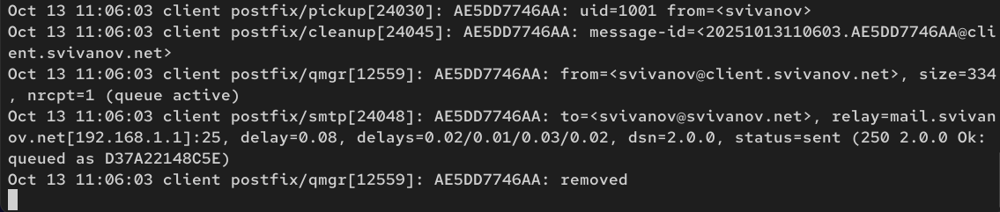 Oct 13 11:06:03 client postfix/pickup[24030]: AE5DD7746AA: uid=1001 from=<svivanov>
Oct 13 11:06:03 client postfix/cleanup[24045]: AE5DD7746AA: message-id=<20251013110603.AE5DD7746AA@cli
ent.svivanov.net>
Oct 13 11:06:03 client postfix/qmgr[12559]: AE5DD7746AA: from=<svivanov@client.svivanov.net>, size=334
, nrcpt=1 (queue active)
Oct 13 11:06:03 client postfix/smtp[24048]: AE5DD7746AA: to=<svivanov@svivanov.net>, relay=mail.svivan
ov.net[192.168.1.1]:25, delay=0.08, delays=0.02/0.01/0.03/0.02, dsn=2.0.0, status=sent (250 2.0.0 Ok:
queued as D37A22148C5E)
Oct 13 11:06:03 client postfix/qmgr[12559]: AE5DD7746AA: removed